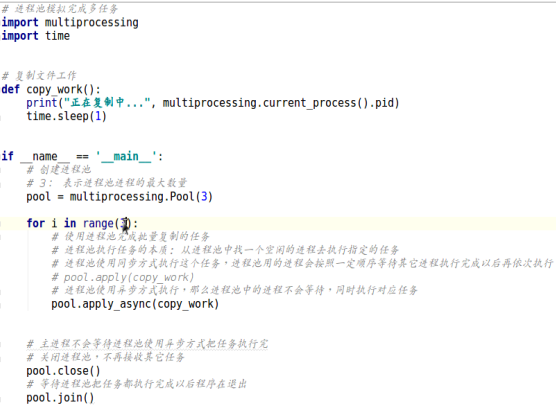 # 进程池模拟完成多任务
import multiprocessing
import time
# 复制文件工作
def copy_work():
print("正在复制中...", multiprocessing.current_process().pid)
time.sleep(1)
if __name__ == '__main__':
# 创建进程池
# 3: 表示进程池进程的最大数量
pool = multiprocessing.Pool(3)
for i in range(3):
# 使用进程池完成批量复制的任务
# 进程池执行任务的本质: 从进程池中找一个空闲的进程去执行指定的任务
# 进程池使用同步方式执行这个任务，进程池用的进程会按照一定顺序等待其它进程执行完成以后再依次执行
# pool.apply(copy_work)
# 进程池使用异步方式执行，那么进程池中的进程不会等待，同时执行对应任务
pool.apply_async(copy_work)
# 主进程不会等待进程池使用异步方式把任务执行完
# 关闭进程池，不再接收其它任务
pool.close()
# 等待进程池把任务都执行完成以后程序在退出
pool.join()